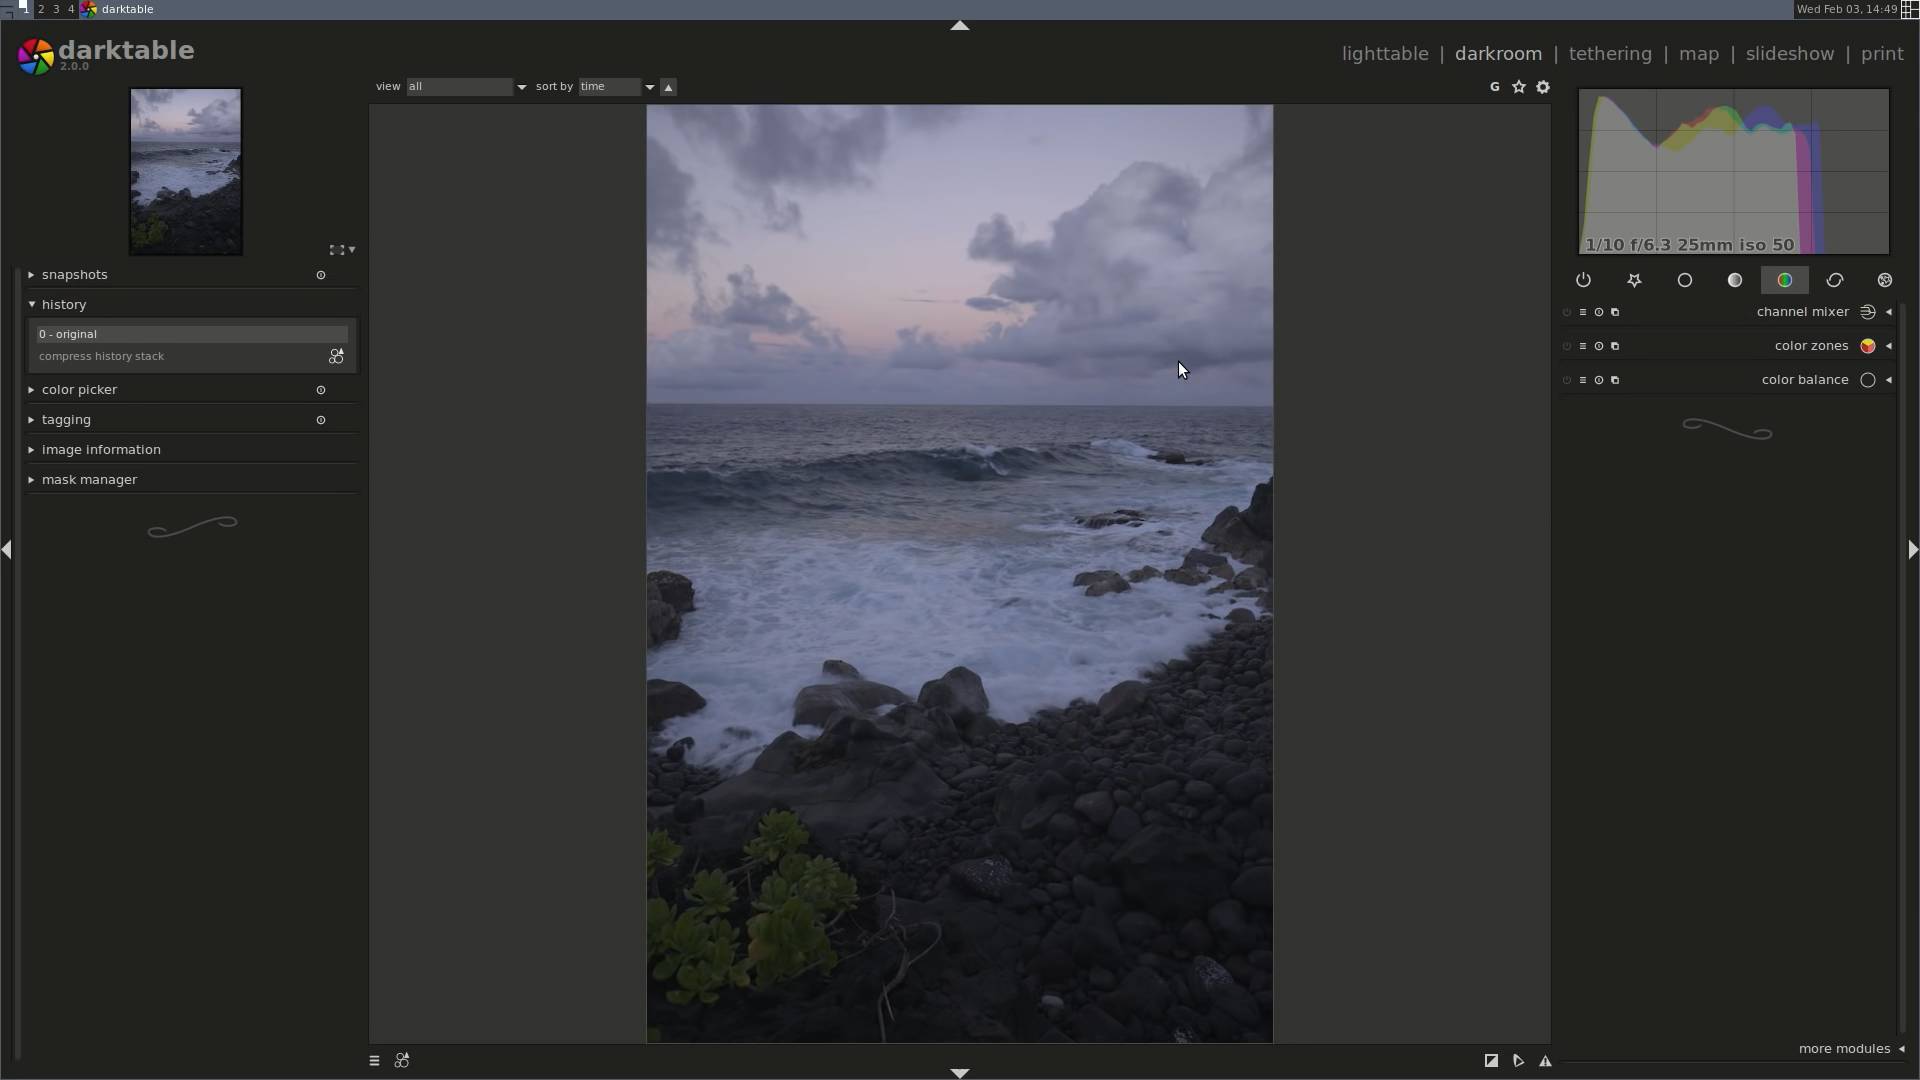 1 2 3 4 darktable
Wed Feb 03, 14:49
darktable
2.0.0
lighttable | darkroom | tethering | map | slideshow | print
view all sort by time
G
1/10 f/6.3 25mm iso 50
snapshots
history
0 - original
compress history stack
color picker
tagging
image information
mask manager
channel mixer
color zones
color balance
more modules